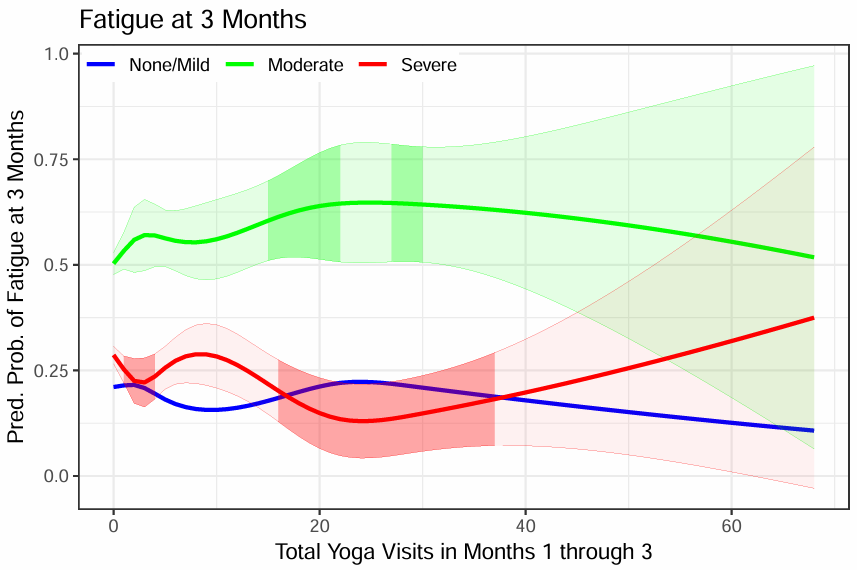 Fatigue at 3 Months
None/Mild Moderate Severe
Pred. Prob. of Fatigue at 3 Months
1.0
0.75
0.5
0.25
0.0
0 20 40 60
Total Yoga Visits in Months 1 through 3